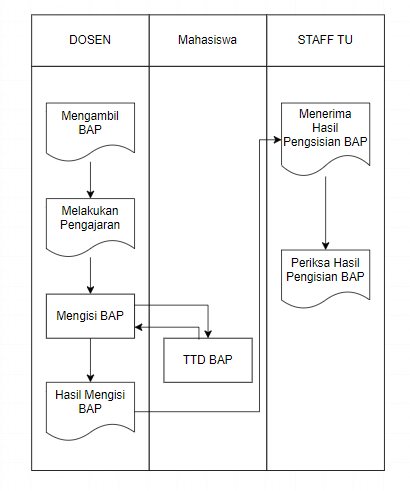 DOSEN
Mahasiswa
STAFF TU
Mengambil
BAP
Melakukan
Pengajaran
Mengisi BAP
Hasil Mengisi
BAP
TTD BAP
Menerima
Hasil
Pengsisian BAP
Periksa Hasil
Pengisian BAP